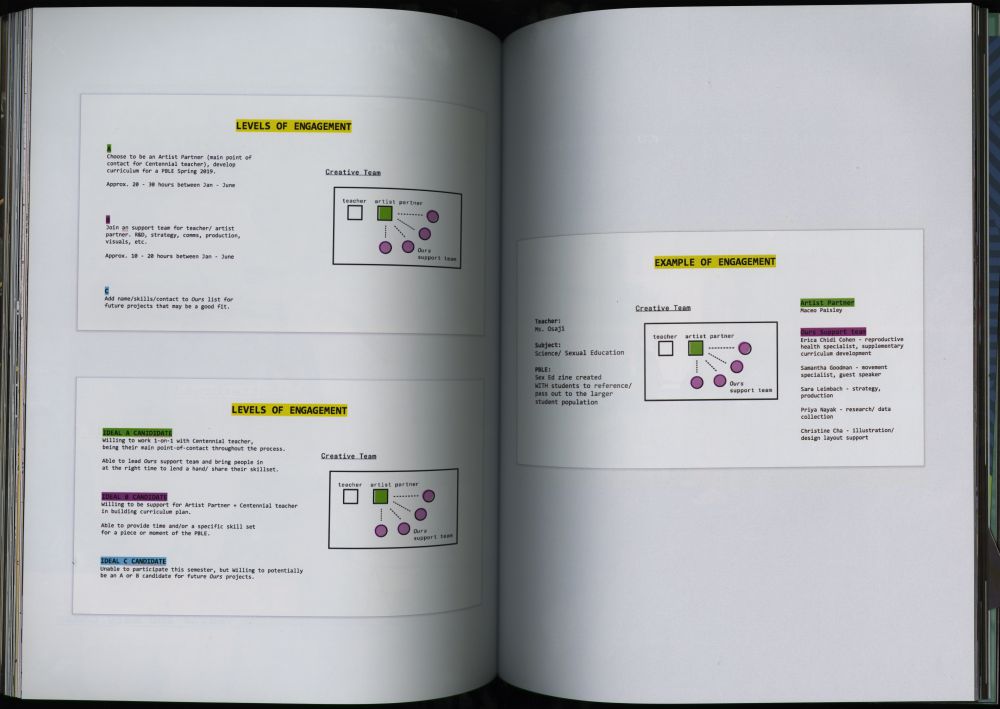 LEVELS OF ENGAGEMENT
A
Choose to be an Artist Partner (main point of
contact for Centennial teacher), develop
curriculum for a PBLE Spring 2019.
Approx. 20 - 30 hours between Jan - June
B
Join an support team for teacher/ artist
partner. R&D, strategy, comms, production,
visuals, etc.
Approx. 10 - 20 hours between Jan - June
C
Add name/skills/contact to Ours list for
future projects that may be a good fit.
Creative Team
teacher artist partner
Ours
support team
LEVELS OF ENGAGEMENT
IDEAL A CANIDIDATE
Willing to work 1-on-1 with Centennial teacher,
being their main point-of-contact throughout the process.
Able to lead Ours support team and bring people in
at the right time to lend a hand/ share their skillset.
IDEAL B CANDIDATE
Willing to be support for Artist Partner + Centennial teacher
in building curriculum plan.
Able to provide time and/or a specific skill set
for a piece or moment of the PBLE.
IDEAL C CANDIDATE
Unable to participate this semester, but Willing to potentially
be an A or B candidate for future Ours projects.
Creative Team
teacher artist partner
Ours
support team
EXAMPLE OF ENGAGEMENT
Teacher:
Ms. Osaji
Subject:
Science/ Sexual Education
PBLE:
Sex Ed zine created
WITH students to reference/
pass out to the larger
student population
Creative Team
teacher artist partner
Ours
support team
Artist Partner
Maceo Paisley
Ours Support team
Erica Chidi Cohen - reproductive
health specialist, supplementary
curriculum development
Samantha Goodman - movement
specialist, guest speaker
Sara Leimbach - strategy,
production
Priya Nayak - research/ data
collection
Christine Cha - illustration/
design layout support